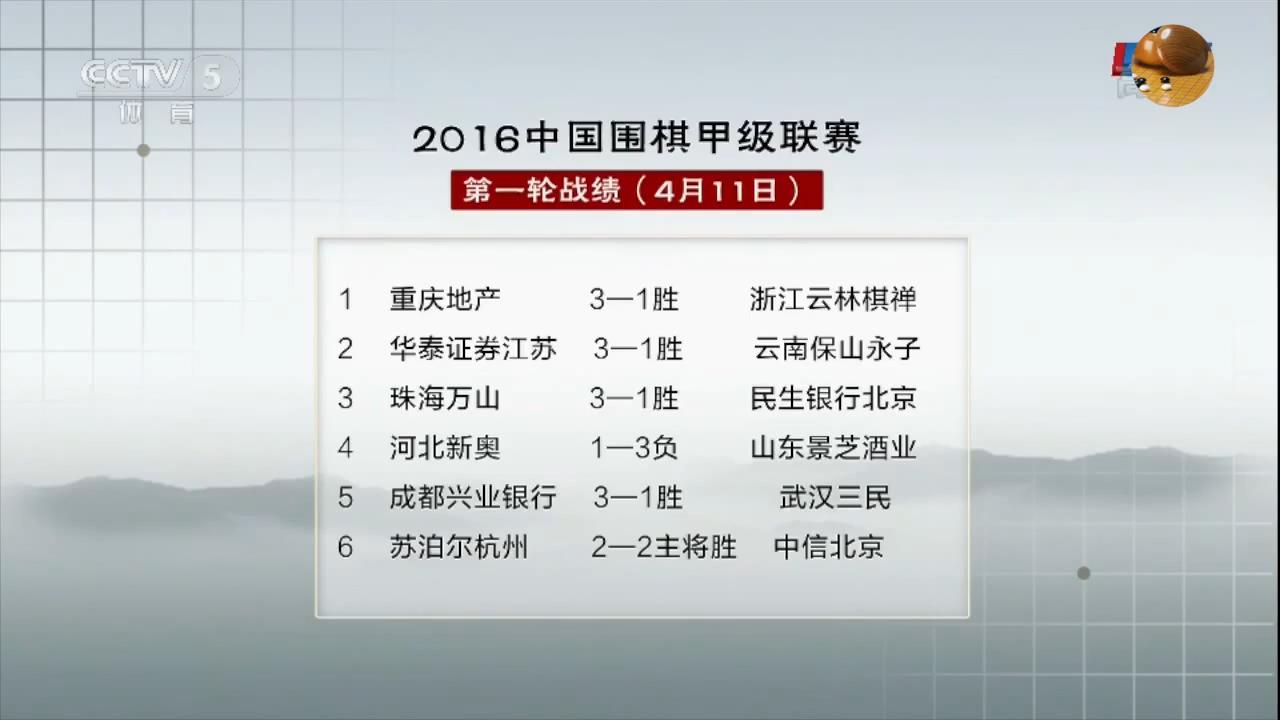 CCTV 5
体育
2016中国围棋甲级联赛
第一轮战绩（4月11日）
1 重庆地产 3—1胜 浙江云林棋禅
2 华泰证券江苏 3—1胜 云南保山永子
3 珠海万山 3—1胜 民生银行北京
4 河北新奥 1—3负 山东景芝酒业
5 成都兴业银行 3—1胜 武汉三民
6 苏泊尔杭州 2—2主将胜 中信北京